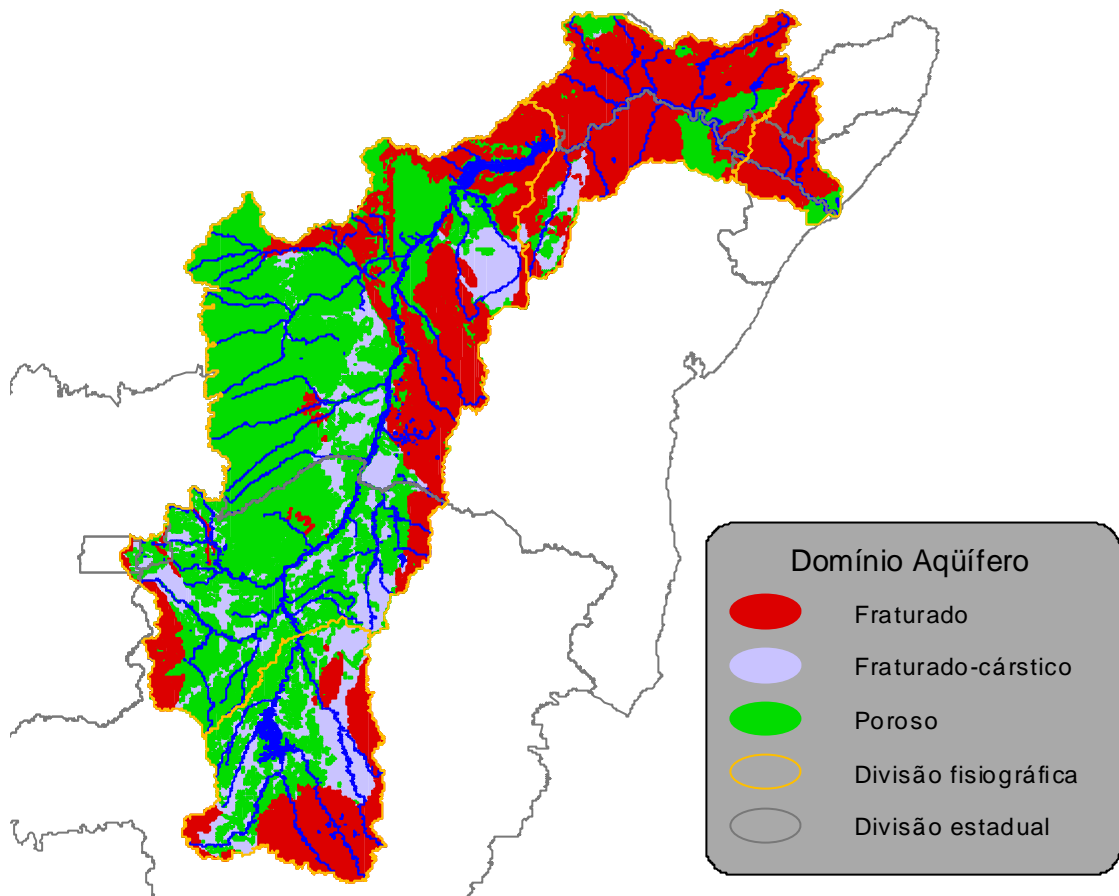 Domínio Aqüífero
Fraturado
Fraturado-cárstico
Poroso
Divisão fisiográfica
Divisão estadual